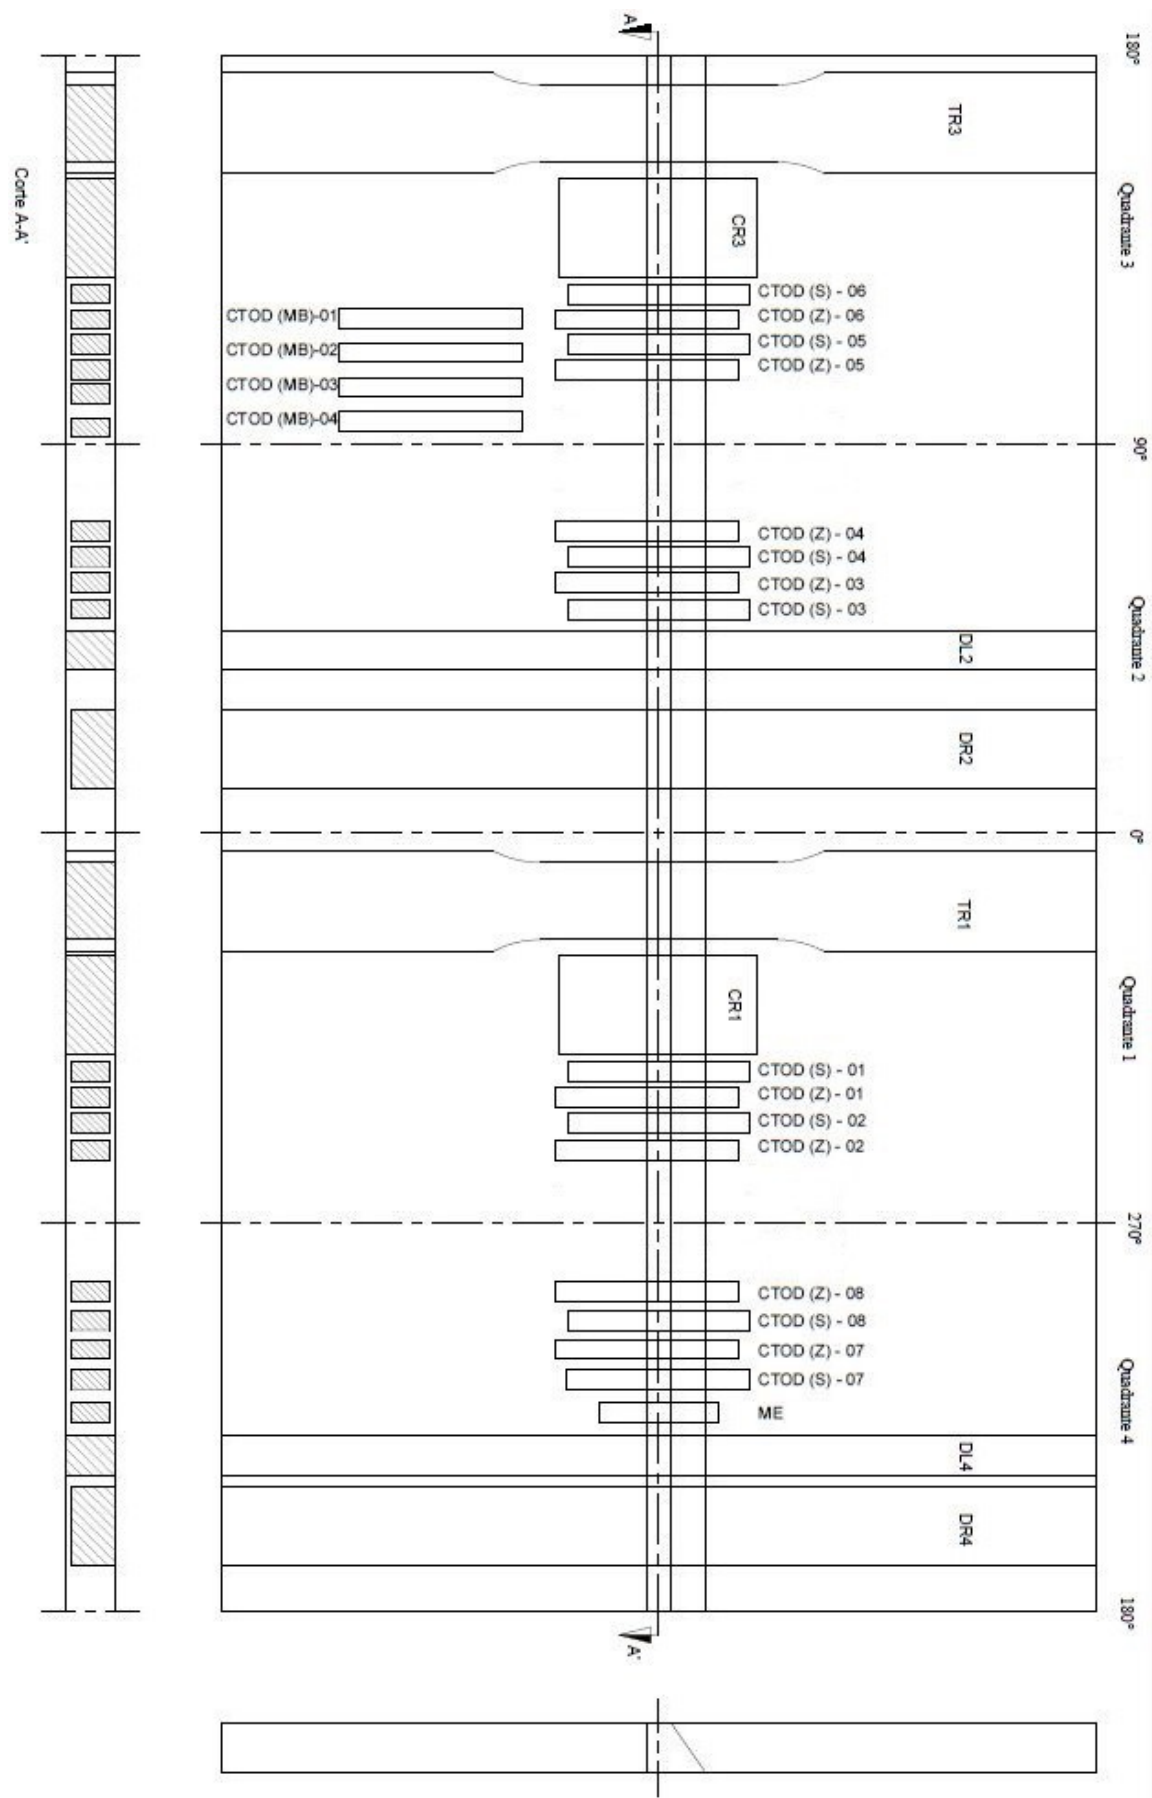 A
180°
TR3
Quadrante 3
Corte A-A'
CR3
CTOD (S) - 06
CTOD (MB)-01
CTOD (Z) - 06
CTOD (S) - 05
CTOD (MB)-02
CTOD (Z) - 05
CTOD (MB)-03
CTOD (MB)-04
90°
CTOD (Z) - 04
CTOD (S) - 04
CTOD (Z) - 03
CTOD (S) - 03
Quadrante 2
DL2
DR2
0°
TR1
Quadrante 1
CR1
CTOD (S) - 01
CTOD (Z) - 01
CTOD (S) - 02
CTOD (Z) - 02
270°
CTOD (Z) - 08
CTOD (S) - 08
CTOD (Z) - 07
CTOD (S) - 07
Quadrante 4
ME
DL4
DR4
180°
A'